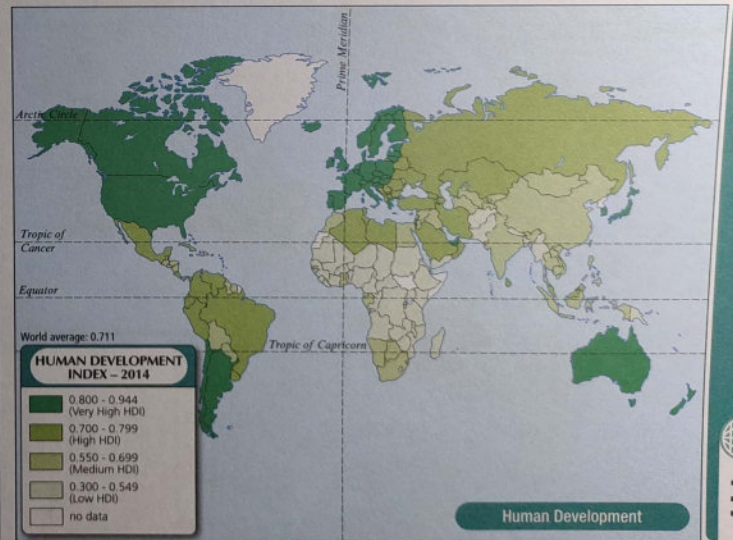 Prime Meridian
Arctic Circle
Tropic of
Cancer
Equator
World average: 0.711
Tropic of Capricorn
HUMAN DEVELOPMENT
INDEX – 2014
0.800 - 0.944
(Very High HDI)
0.700 - 0.799
(High HDI)
0.550 - 0.699
(Medium HDI)
0.300 - 0.549
(Low HDI)
no data
Human Development